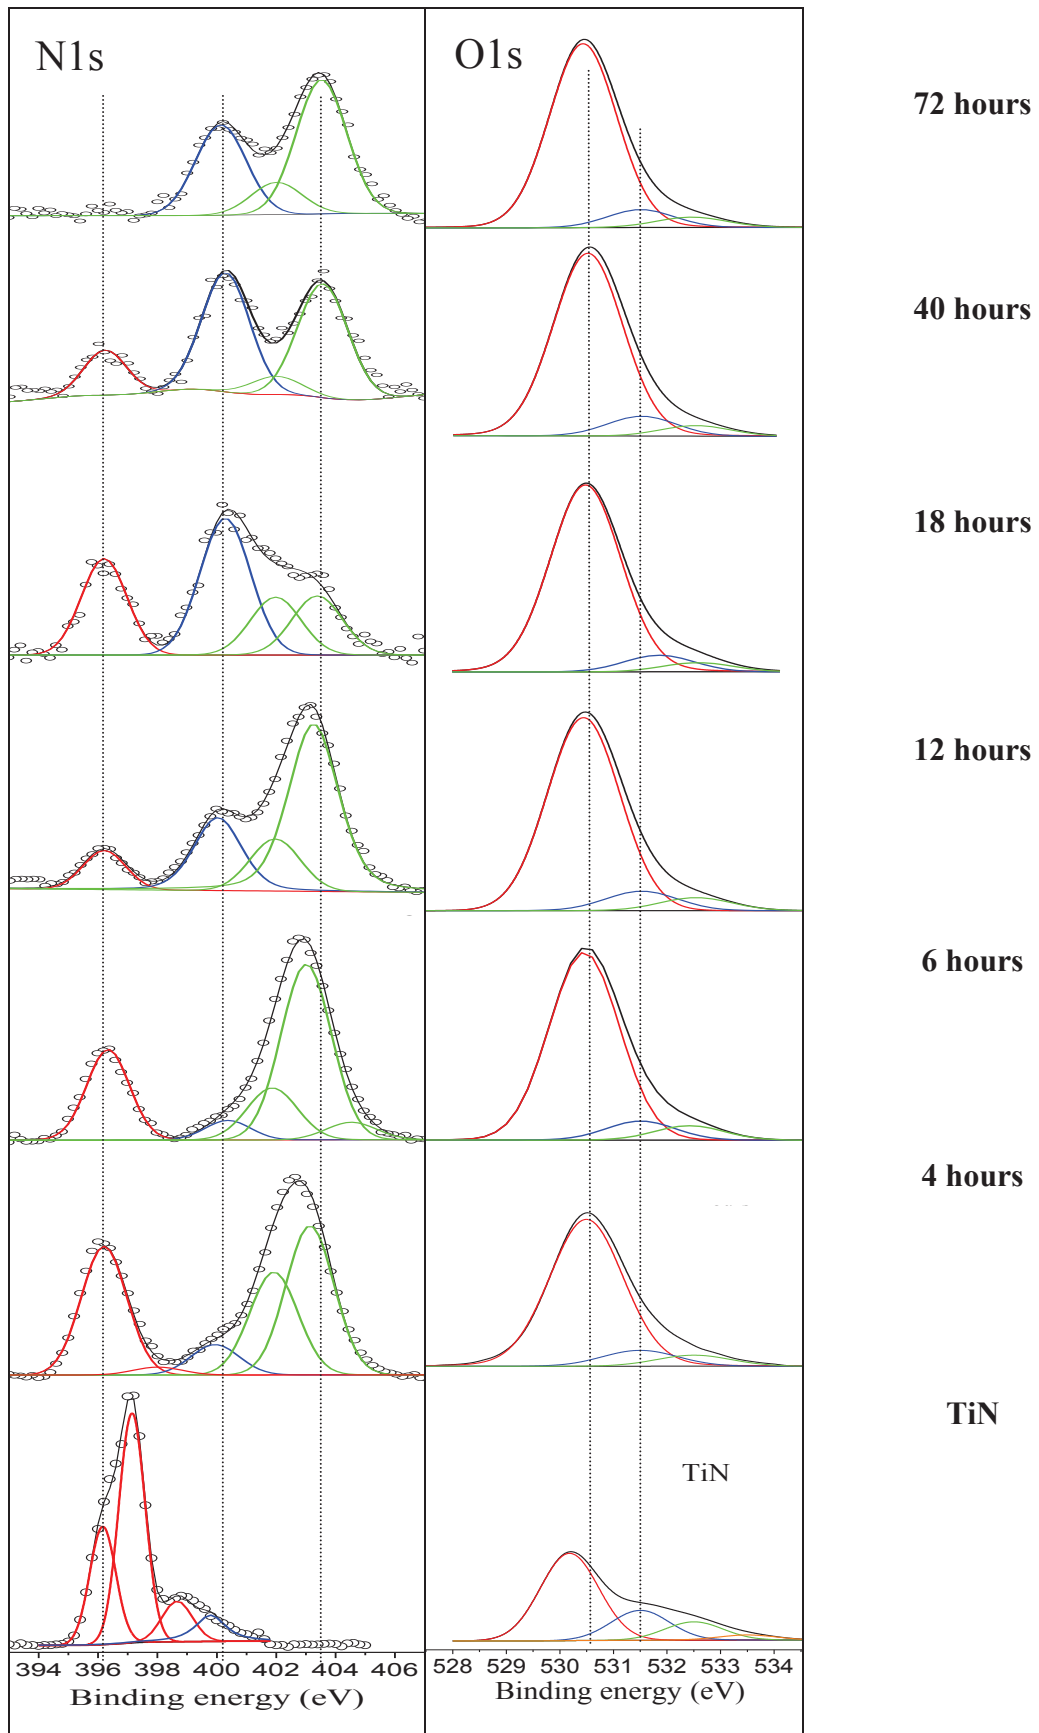 N1s
O1s
72 hours
40 hours
18 hours
12 hours
6 hours
4 hours
TiN
TiN
394 396 398 400 402 404 406
528 529 530 531 532 533 534
Binding energy (eV)
Binding energy (eV)